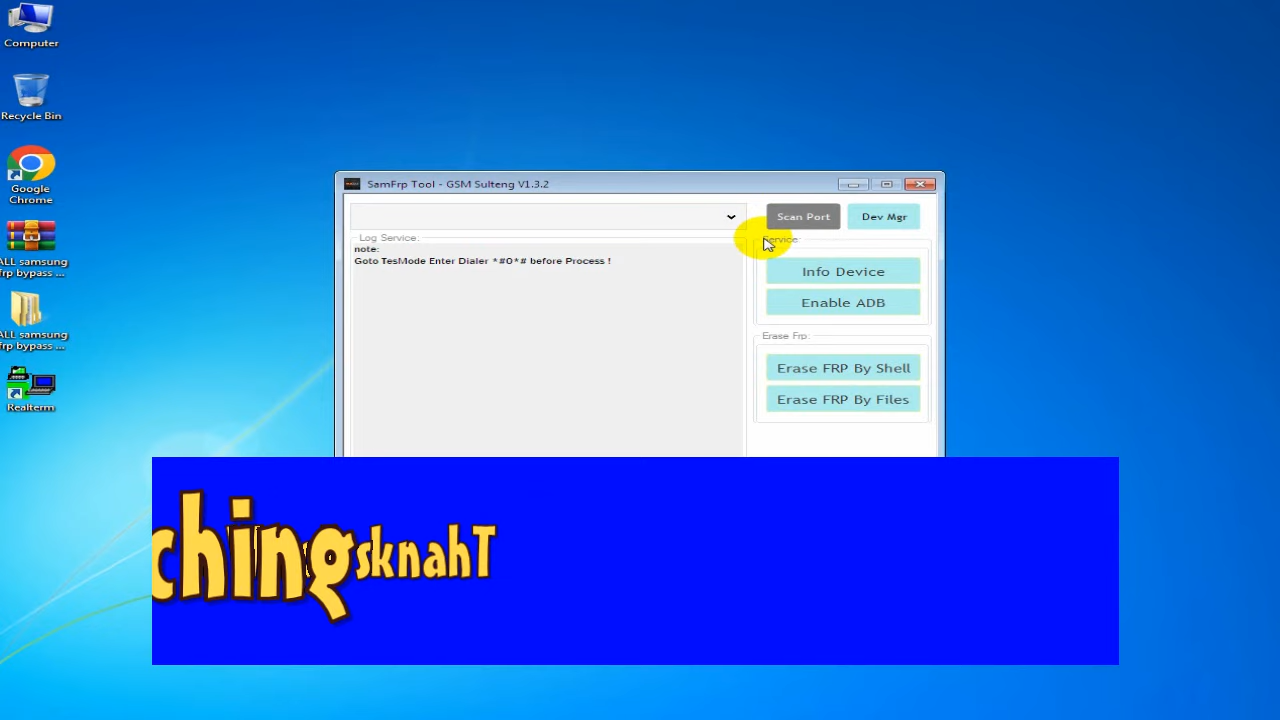 Computer
Recycle Bin
Google
Chrome
ALL samsung
frp bypass ...
ALL samsung
frp bypass ...
Realterm
SamFrp Tool - GSM Sulteng V1.3.2
Scan Port
Dev Mgr
Log Service:
note:
Goto TesMode Enter Dialer *#0*# before Process !
Service:
Info Device
Enable ADB
Erase Frp:
Erase FRP By Shell
Erase FRP By Files
ching
Thanks